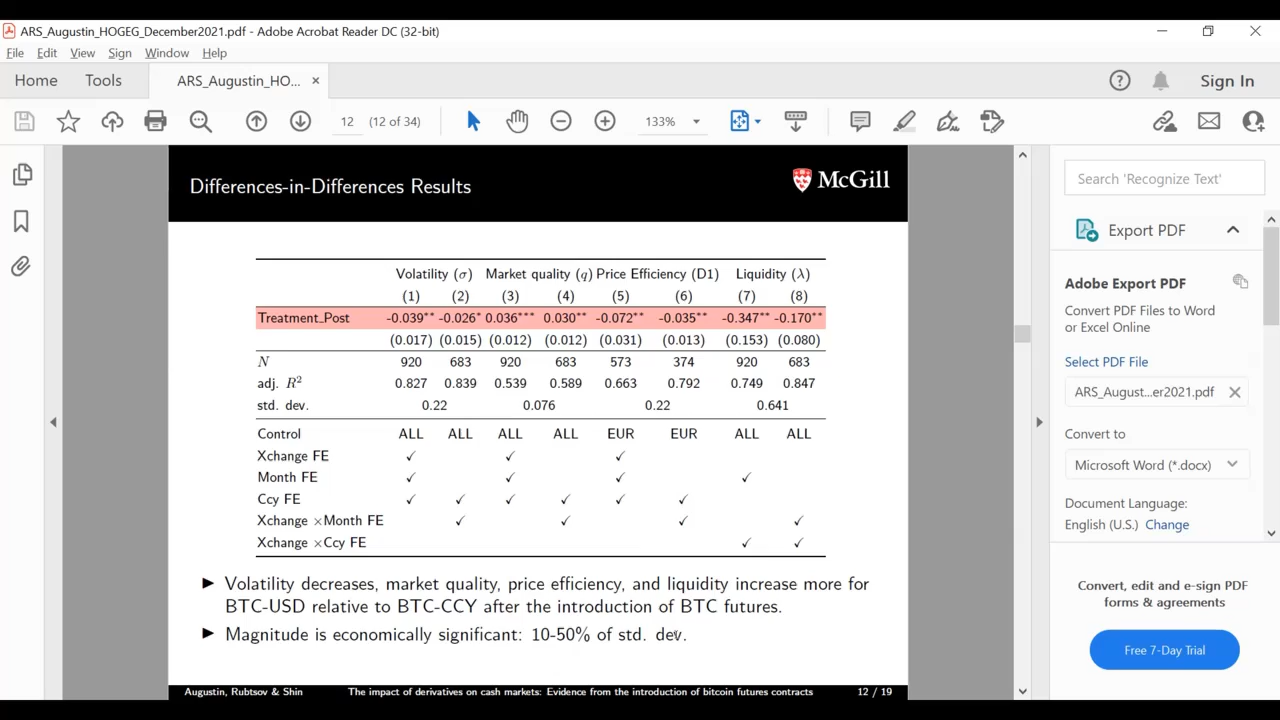 ARS_Augustin_HOGEG_December2021.pdf - Adobe Acrobat Reader DC (32-bit)
File Edit View Sign Window Help
Home Tools ARS_Augustin_HO... × Sign In
12 (12 of 34) 133%
Differences-in-Differences Results
McGill
Volatility (σ) Market quality (q) Price Efficiency (D1) Liquidity (λ)
(1) (2) (3) (4) (5) (6) (7) (8)
Treatment_Post -0.039** -0.026* 0.036*** 0.030** -0.072** -0.035** -0.347** -0.170**
(0.017) (0.015) (0.012) (0.012) (0.031) (0.013) (0.153) (0.080)
N 920 683 920 683 573 374 920 683
adj. R² 0.827 0.839 0.539 0.589 0.663 0.792 0.749 0.847
std. dev. 0.22 0.076 0.22 0.641
Control ALL ALL ALL ALL EUR EUR ALL ALL
Xchange FE ✓ ✓ ✓
Month FE ✓ ✓ ✓ ✓
Ccy FE ✓ ✓ ✓ ✓ ✓ ✓
Xchange ×Month FE ✓ ✓ ✓ ✓
Xchange ×Ccy FE ✓ ✓
► Volatility decreases, market quality, price efficiency, and liquidity increase more for
BTC-USD relative to BTC-CCY after the introduction of BTC futures.
► Magnitude is economically significant: 10-50% of std. dev.
Augustin, Rubtsov & Shin The impact of derivatives on cash markets: Evidence from the introduction of bitcoin futures contracts 12 / 19
Search 'Recognize Text'
Export PDF
Adobe Export PDF
Convert PDF Files to Word
or Excel Online
Select PDF File
ARS_August...er2021.pdf
Convert to
Microsoft Word (*.docx)
Document Language:
English (U.S.) Change
Convert, edit and e-sign PDF
forms & agreements
Free 7-Day Trial